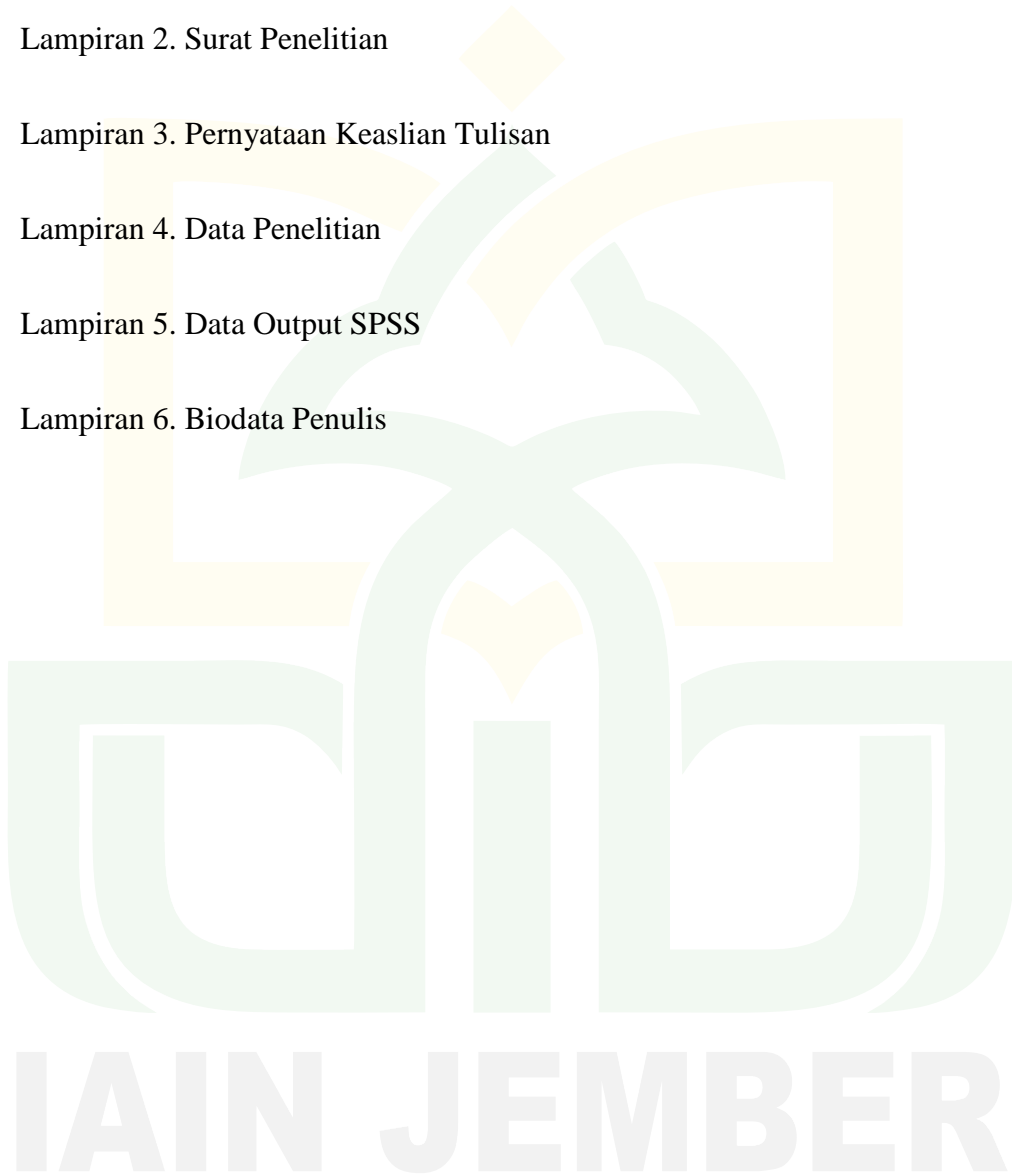 Lampiran 2. Surat Penelitian
Lampiran 3. Pernyataan Keaslian Tulisan
Lampiran 4. Data Penelitian
Lampiran 5. Data Output SPSS
Lampiran 6. Biodata Penulis
IAIN JEMBER